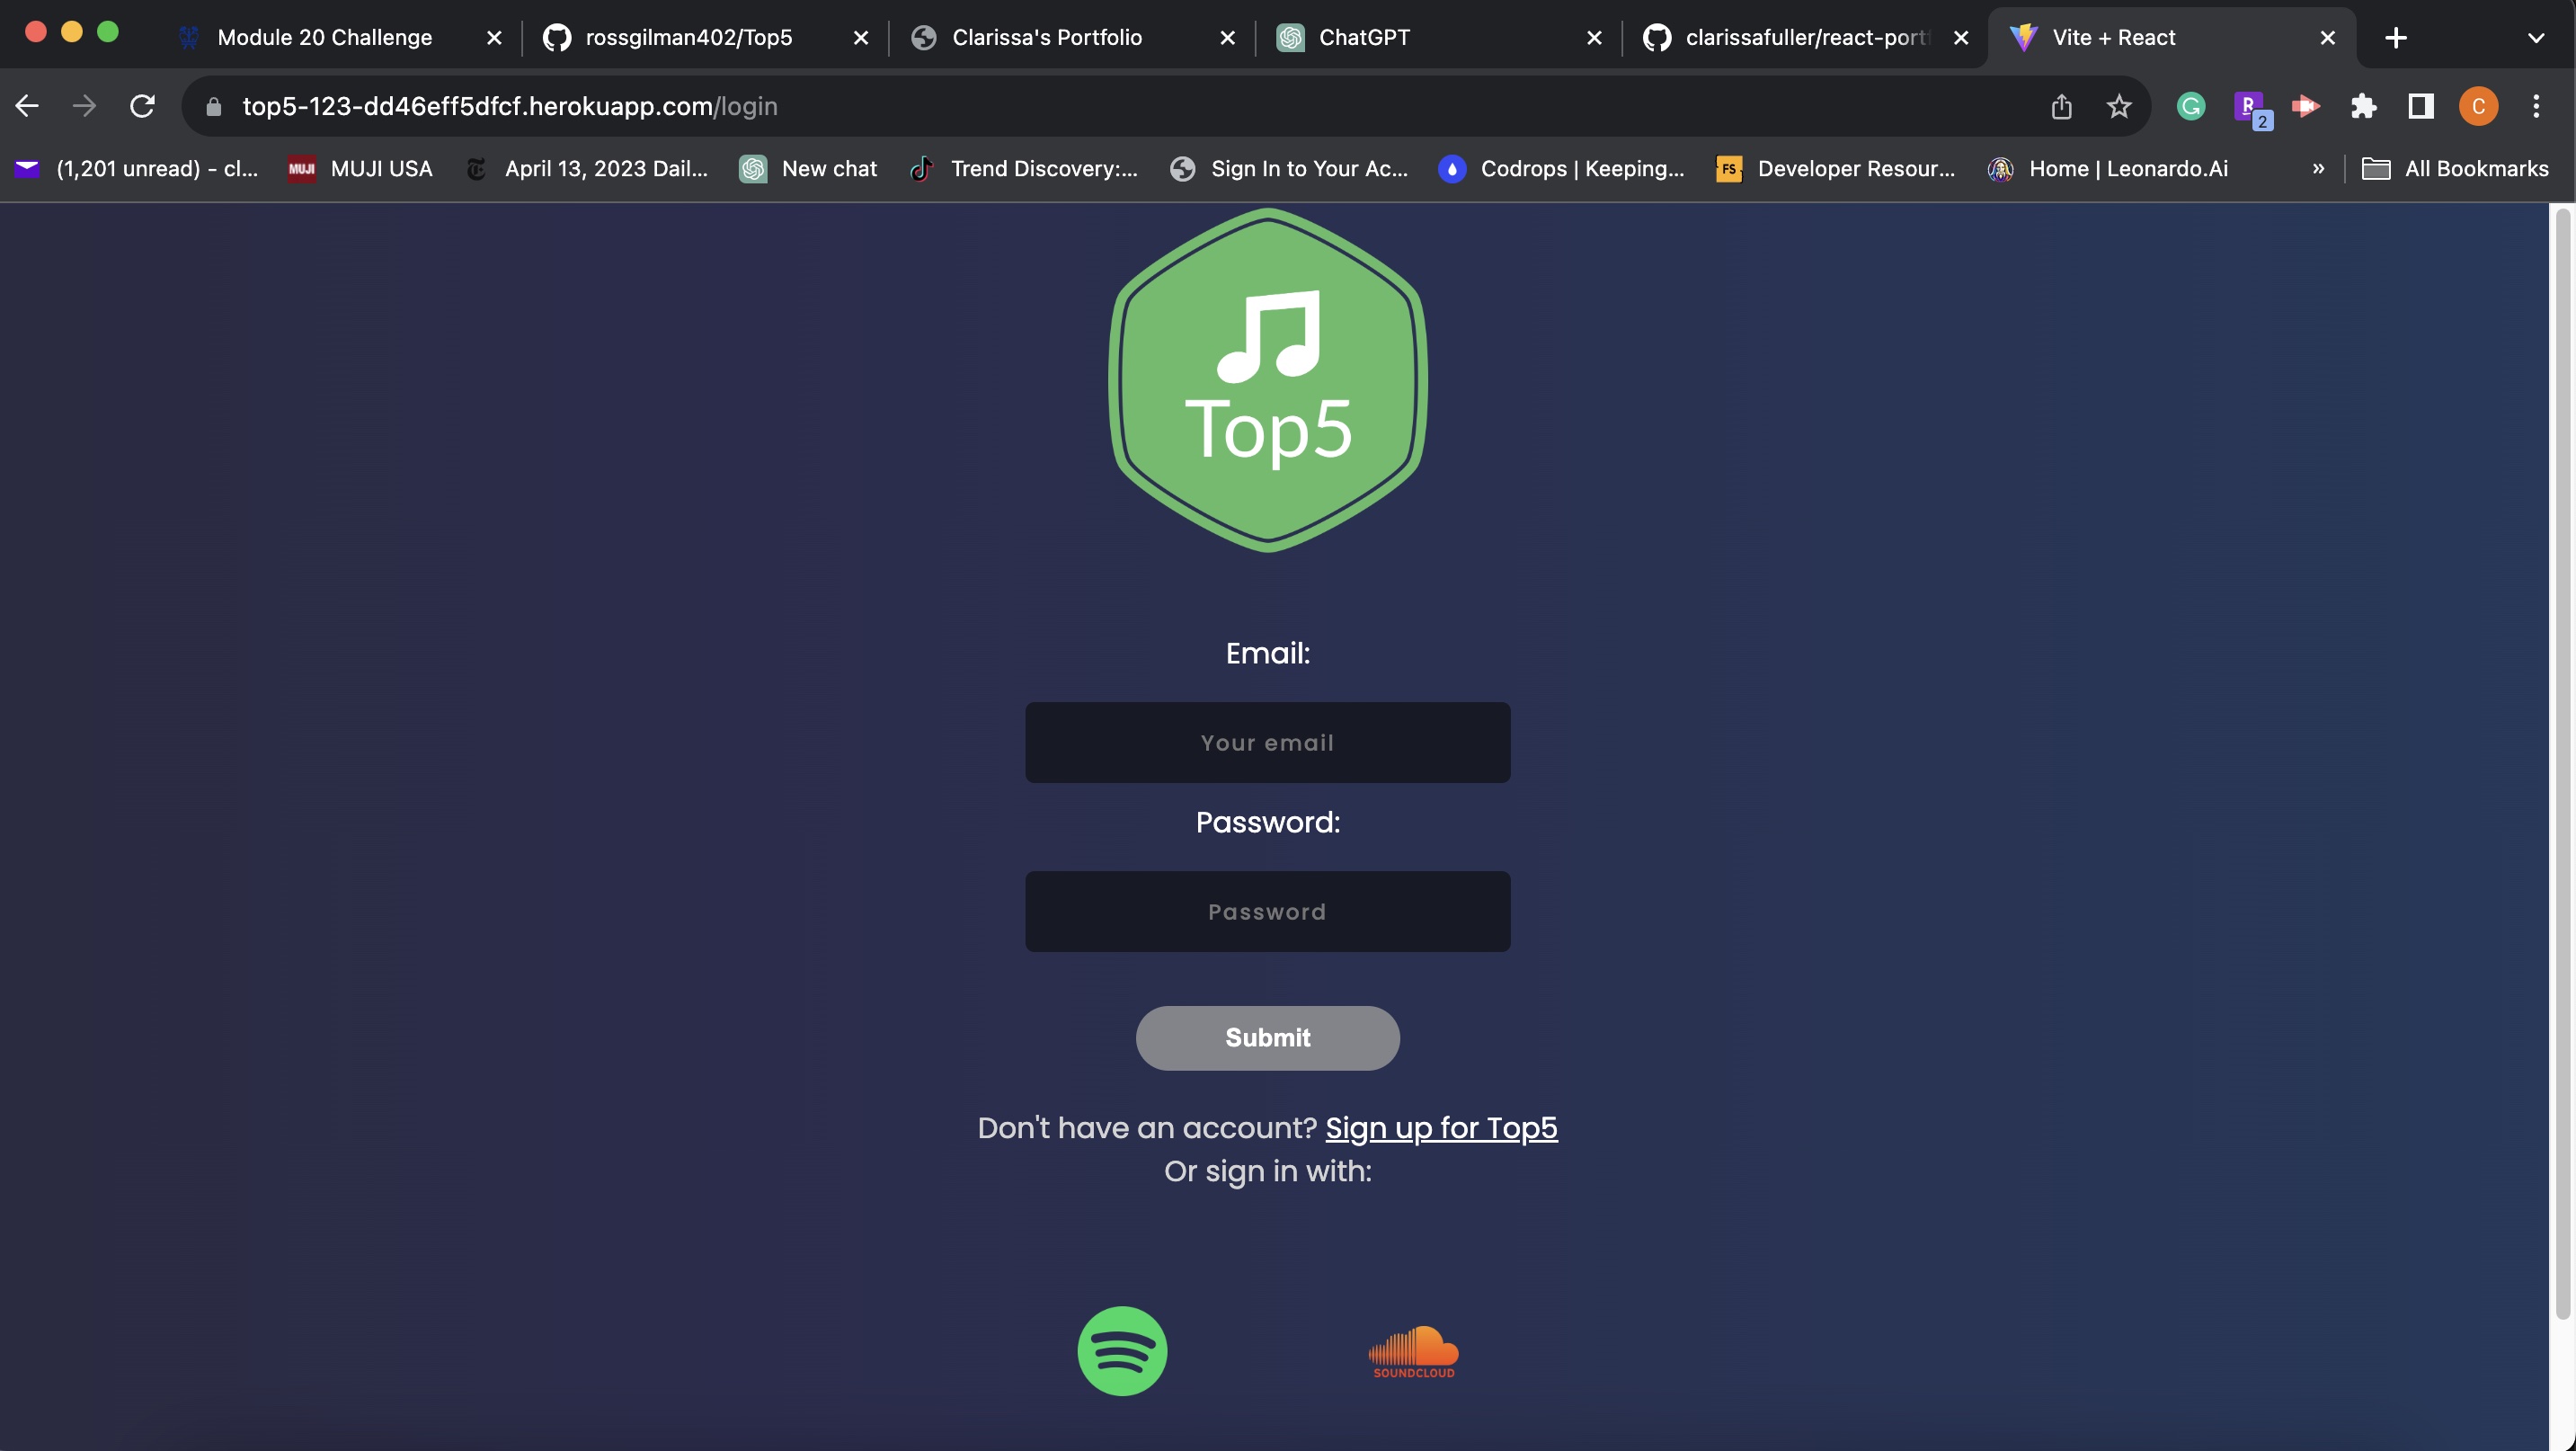 Module 20 Challenge
rossgilman402/Top5
Clarissa's Portfolio
ChatGPT
clarissafuller/react-port
Vite + React
top5-123-dd46eff5dfcf.herokuapp.com/login
2
C
(1,201 unread) - cl...
MUJI
MUJI USA
April 13, 2023 Dail...
New chat
Trend Discovery:...
Sign In to Your Ac...
Codrops | Keeping...
FS
Developer Resour...
Home | Leonardo.Ai
»
All Bookmarks
Top5
Email:
Your email
Password:
Password
Submit
Don't have an account? Sign up for Top5
Or sign in with:
SOUNDCLOUD